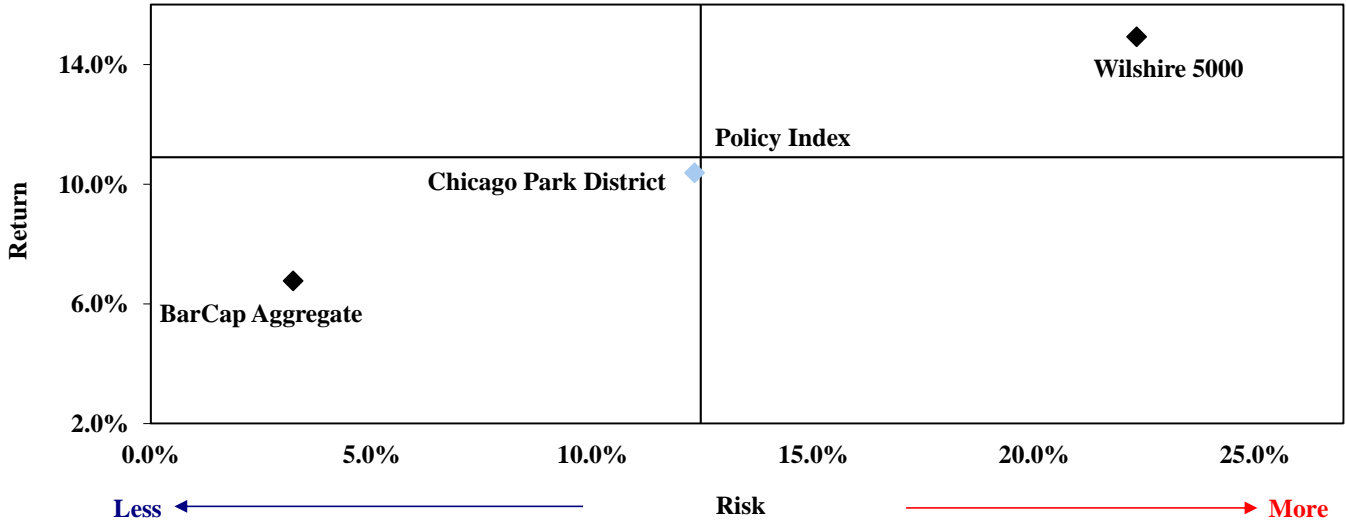 14.0%
Wilshire 5000
Policy Index
Chicago Park District
10.0%
Return
6.0%
BarCap Aggregate
2.0%
0.0% 5.0% 10.0% 15.0% 20.0% 25.0%
Less Risk More